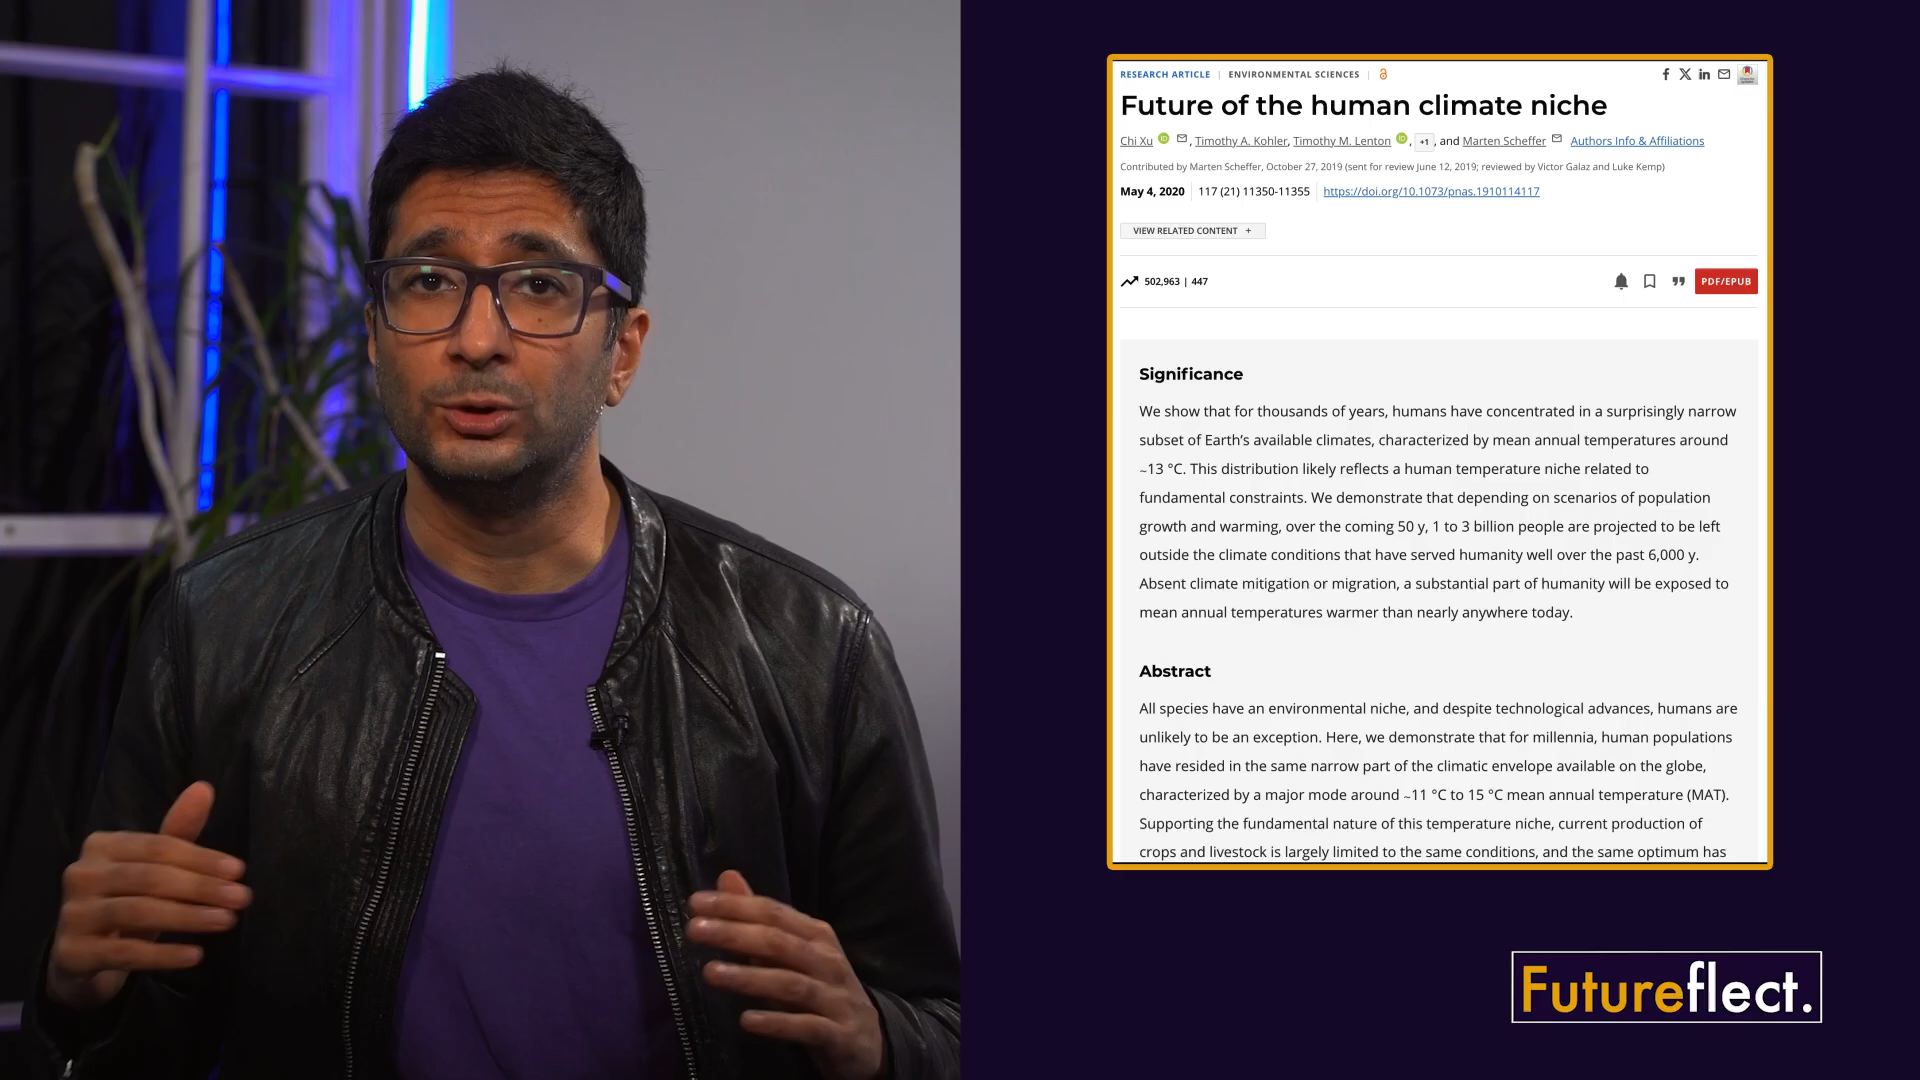 RESEARCH ARTICLE | ENVIRONMENTAL SCIENCES |
Future of the human climate niche
Chi Xu, Timothy A. Kohler, Timothy M. Lenton, +1, and Marten Scheffer Authors Info & Affiliations
Contributed by Marten Scheffer, October 27, 2019 (sent for review June 12, 2019; reviewed by Victor Galaz and Luke Kemp)
May 4, 2020 | 117 (21) 11350-11355 | https://doi.org/10.1073/pnas.1910114117
VIEW RELATED CONTENT +
502,963 | 447
PDF/EPUB
Significance
We show that for thousands of years, humans have concentrated in a surprisingly narrow
subset of Earth's available climates, characterized by mean annual temperatures around
~13 °C. This distribution likely reflects a human temperature niche related to
fundamental constraints. We demonstrate that depending on scenarios of population
growth and warming, over the coming 50 y, 1 to 3 billion people are projected to be left
outside the climate conditions that have served humanity well over the past 6,000 y.
Absent climate mitigation or migration, a substantial part of humanity will be exposed to
mean annual temperatures warmer than nearly anywhere today.
Abstract
All species have an environmental niche, and despite technological advances, humans are
unlikely to be an exception. Here, we demonstrate that for millennia, human populations
have resided in the same narrow part of the climatic envelope available on the globe,
characterized by a major mode around ~11 °C to 15 °C mean annual temperature (MAT).
Supporting the fundamental nature of this temperature niche, current production of
crops and livestock is largely limited to the same conditions, and the same optimum has
Futureflect.